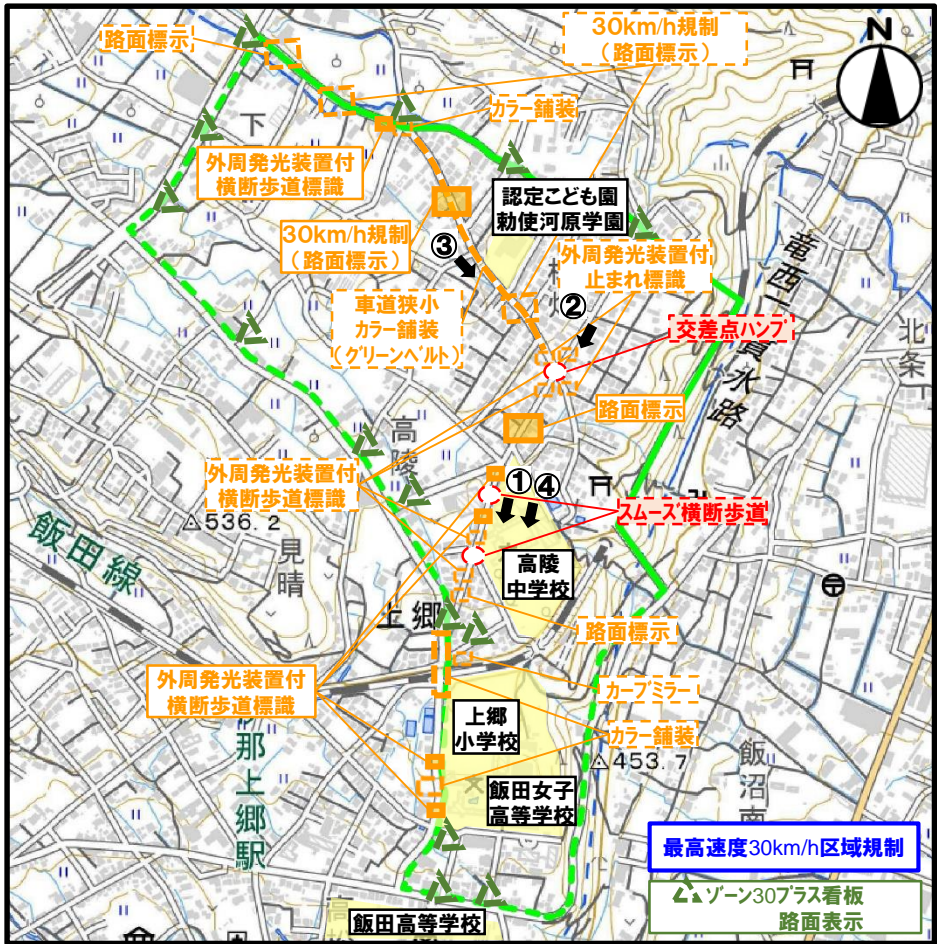 路面標示
30km/h規制
（路面標示）
N
カラー舗装
下
外周発光装置付
横断歩道標識
認定こども園
勅使河原学園
30km/h規制
（路面標示）
③
外周発光装置付
止まれ標識
②
車道狭小
カラー舗装
（グリーンベルト）
交差点ハンプ
竜西一貫水路
北条
路面標示
高陵
外周発光装置付
横断歩道標識
①
④
スムース横断歩道
536.2
飯田線
見晴
高陵
中学校
上郷
路面標示
外周発光装置付
横断歩道標識
カーブミラー
上郷
小学校
カラー舗装
那上郷駅
453.7
飯沼南
飯田女子
高等学校
最高速度30km/h区域規制
ゾーン30プラス看板
路面表示
飯田高等学校